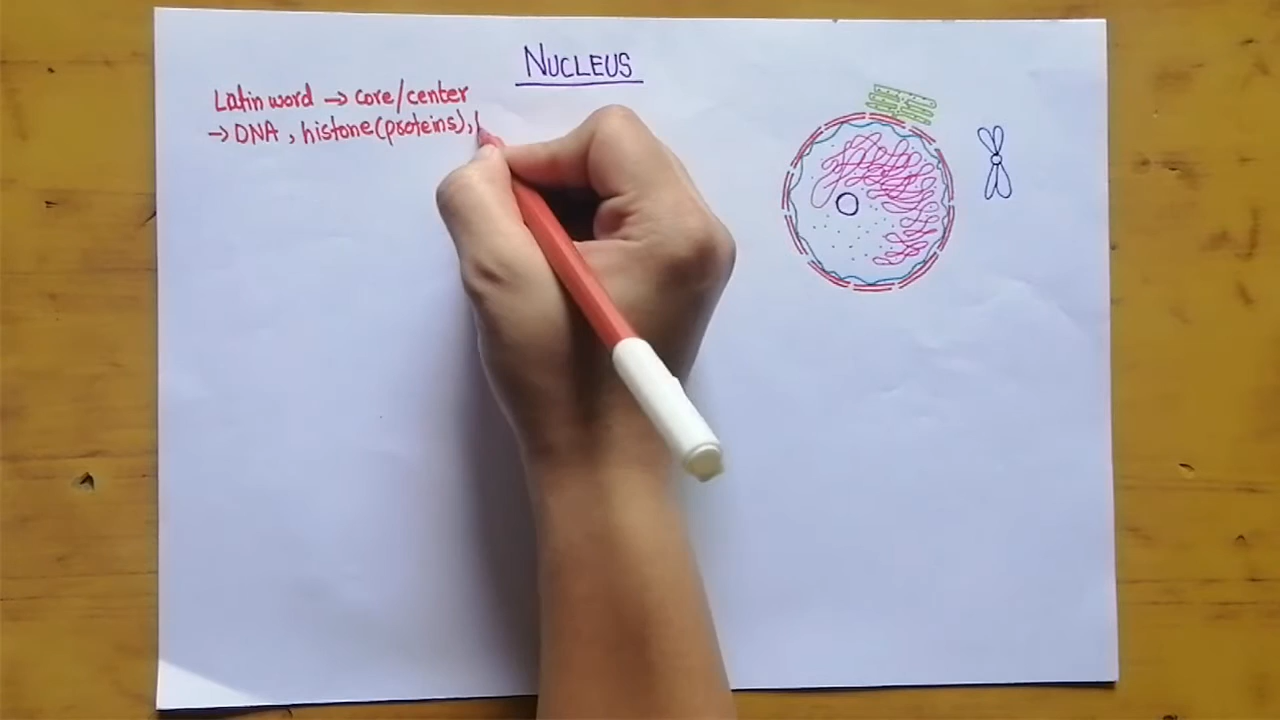 NUCLEUS
Latin word → core/center
→ DNA, histone(proteins),